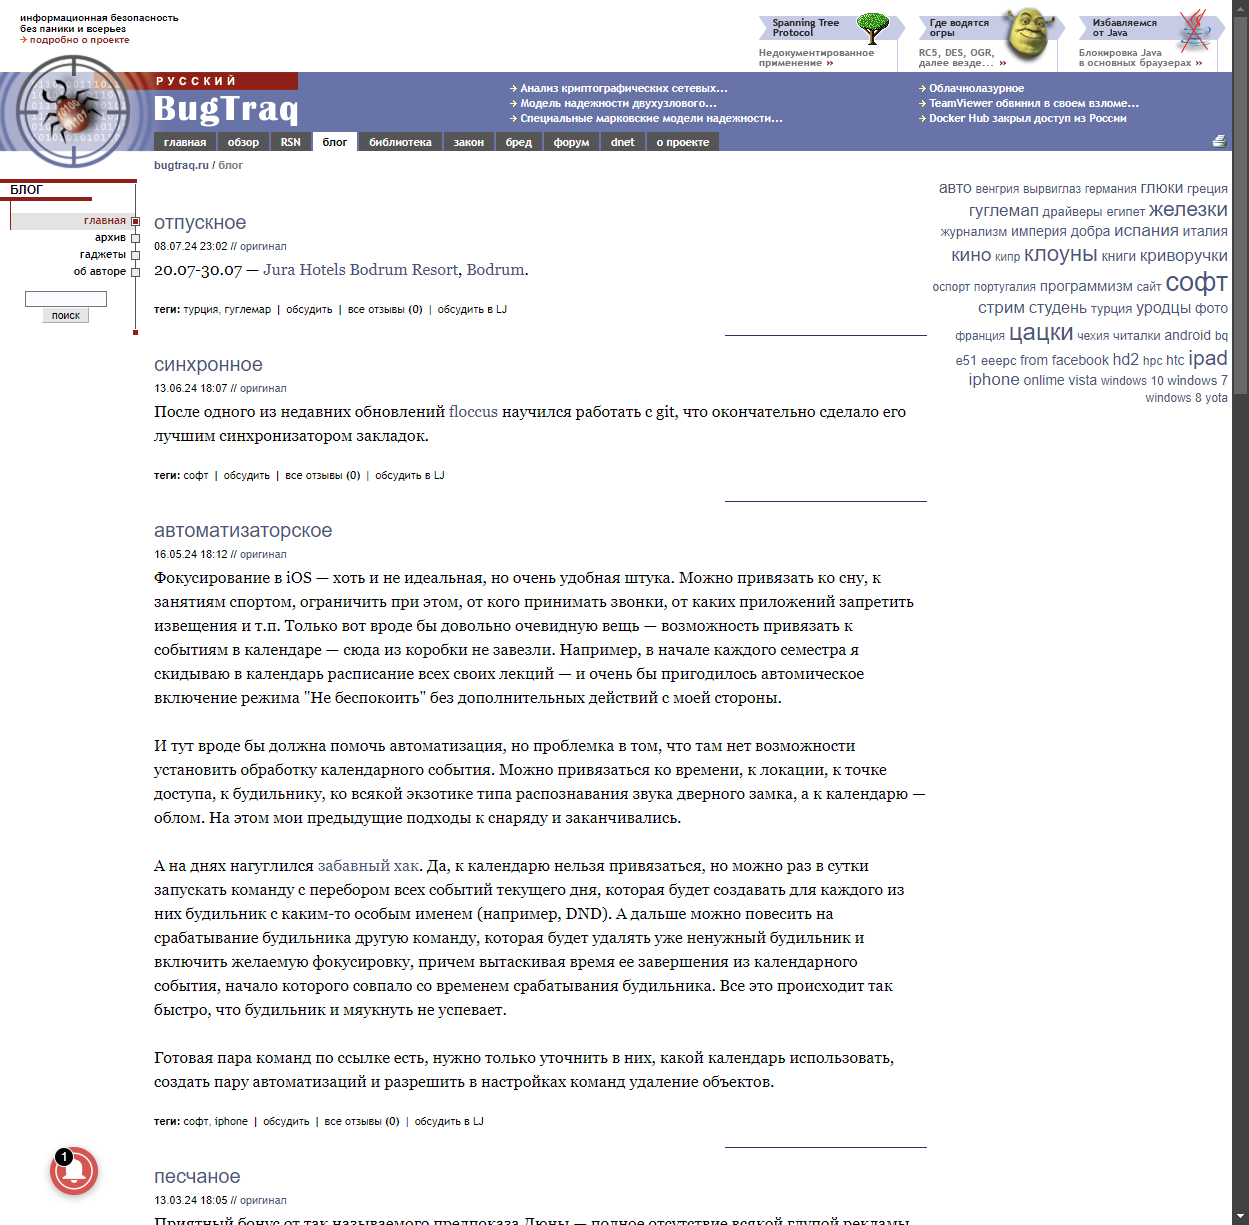 информационная безопасность
без паники и всерьез
подробно о проекте
Spanning Tree
Protocol
Недокументированное
применение »
Где водятся
огры
RC5, DES, OGR,
далее везде... »
Избавляемся
от Java
Блокировка Java
в основных браузерах »
РУССКИЙ
BugTraq
Анализ криптографических сетевых...
Модель надежности двухузлового...
Специальные марковские модели надежности...
Облачнолазурное
TeamViewer обвинил в своем взломе...
Docker Hub закрыл доступ из России
главная обзор RSN блог библиотека закон бред форум dnet о проекте
bugtraq.ru / блог
БЛОГ
главная
архив
гаджеты
об авторе
поиск
отпускное
08.07.24 23:02 // оригинал
20.07-30.07 — Jura Hotels Bodrum Resort, Bodrum.
теги: турция, гуглемар | обсудить | все отзывы (0) | обсудить в LJ
синхронное
13.06.24 18:07 // оригинал
После одного из недавних обновлений floccus научился работать с git, что окончательно сделало его
лучшим синхронизатором закладок.
теги: софт | обсудить | все отзывы (0) | обсудить в LJ
автоматизаторское
16.05.24 18:12 // оригинал
Фокусирование в iOS — хоть и не идеальная, но очень удобная штука. Можно привязать ко сну, к
занятиям спортом, ограничить при этом, от кого принимать звонки, от каких приложений запретить
извещения и т.п. Только вот вроде бы довольно очевидную вещь — возможность привязать к
событиям в календаре — сюда из коробки не завезли. Например, в начале каждого семестра я
скидываю в календарь расписание всех своих лекций — и очень бы пригодилось автомическое
включение режима "Не беспокоить" без дополнительных действий с моей стороны.
И тут вроде бы должна помочь автоматизация, но проблемка в том, что там нет возможности
установить обработку календарного события. Можно привязаться ко времени, к локации, к точке
доступа, к будильнику, ко всякой экзотике типа распознавания звука дверного замка, а к календарю —
облом. На этом мои предыдущие подходы к снаряду и заканчивались.
А на днях нагуглился забавный хак. Да, к календарю нельзя привязаться, но можно раз в сутки
запускать команду с перебором всех событий текущего дня, которая будет создавать для каждого из
них будильник с каким-то особым именем (например, DND). А дальше можно повесить на
срабатывание будильника другую команду, которая будет удалять уже ненужный будильник и
включить желаемую фокусировку, причем вытаскивая время ее завершения из календарного
события, начало которого совпало со временем срабатывания будильника. Все это происходит так
быстро, что будильник и мяукнуть не успевает.
Готовая пара команд по ссылке есть, нужно только уточнить в них, какой календарь использовать,
создать пару автоматизаций и разрешить в настройках команд удаление объектов.
теги: софт, iphone | обсудить | все отзывы (0) | обсудить в LJ
песчаное
13.03.24 18:05 // оригинал
Приятный бонус от так называемого предпоказа Дюны — полное отсутствие всякой глупой рекламы
авто венгрия вырвиглаз германия глюки греция
гуглемап драйверы египет железки
журнализм империя добра испания италия
кино кипр клоуны книги криворучки
оспорт португалия программизм сайт софт
стрим студень турция уродцы фото
франция цацки чехия читалки android bq
e51 eeepc from facebook hd2 hpc htc ipad
iphone onlime vista windows 10 windows 7
windows 8 yota
1